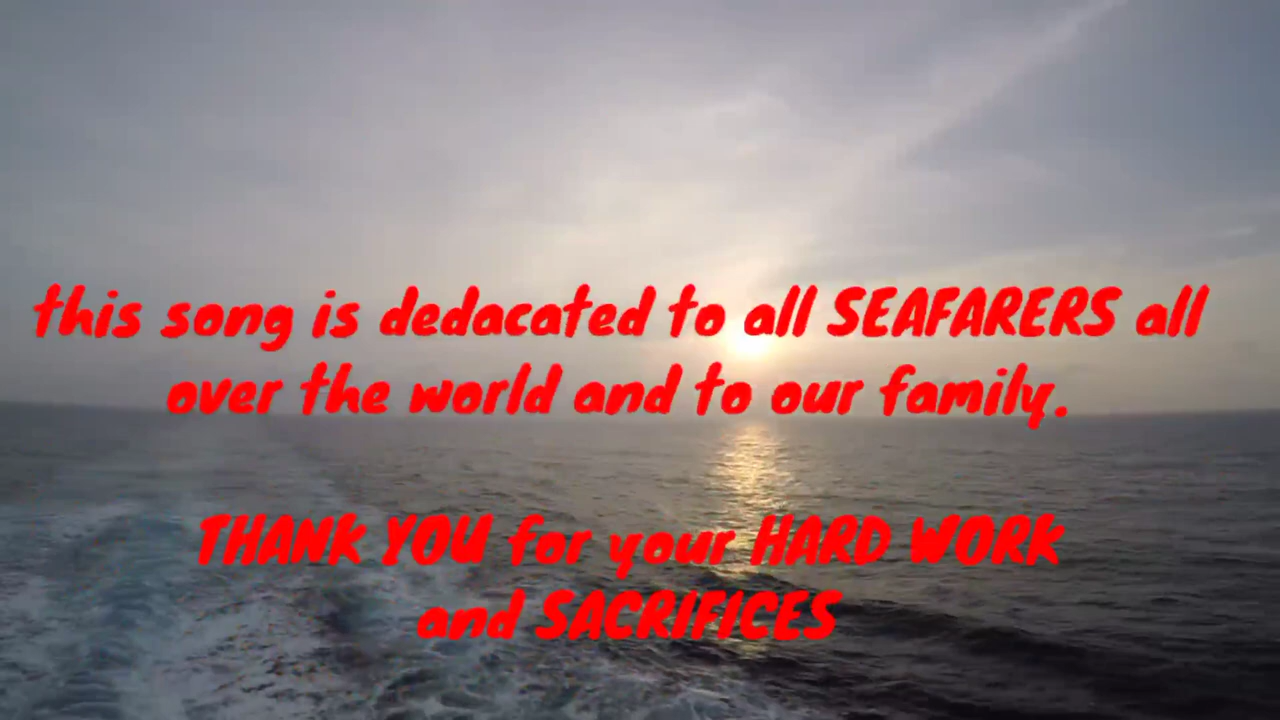 this song is dedacated to all SEAFARERS all
over the world and to our family.
THANK YOU for your HARD WORK
and SACRIFICES